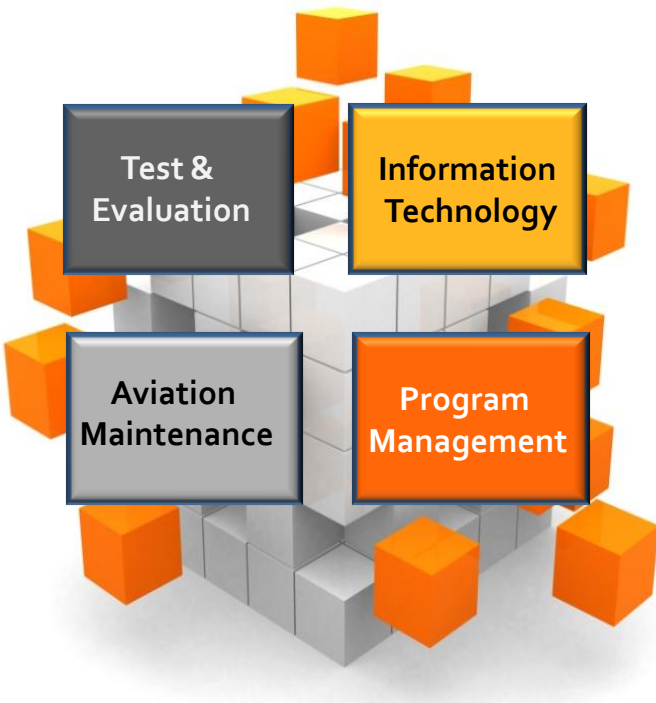 Test &
Evaluation
Information
Technology
Aviation
Maintenance
Program
Management